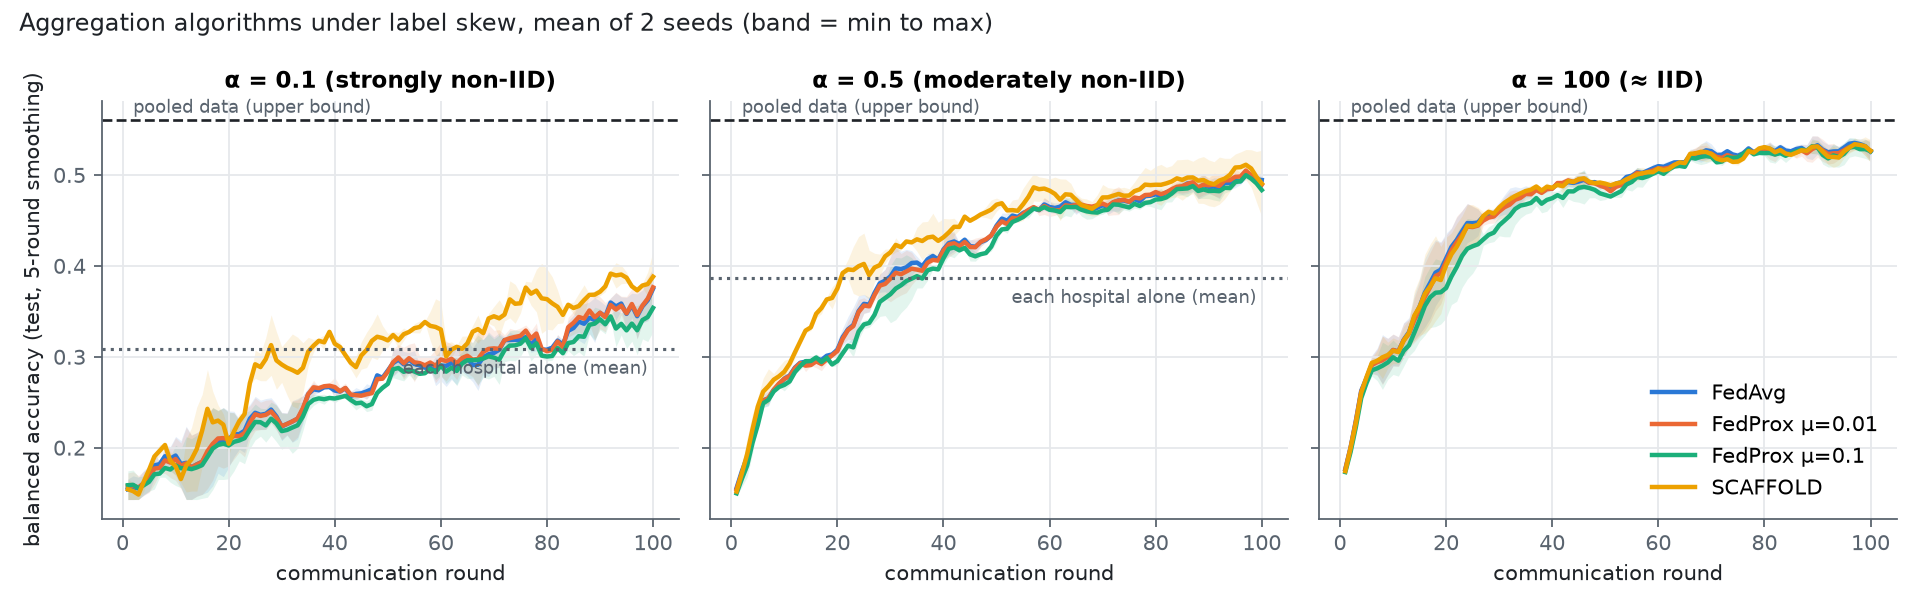 Aggregation algorithms under label skew, mean of 2 seeds (band = min to max)
balanced accuracy (test, 5-round smoothing)
α = 0.1 (strongly non-IID)
pooled data (upper bound)
0.5
0.4
0.3
0.2
each hospital alone (mean)
0 20 40 60 80 100
communication round
α = 0.5 (moderately non-IID)
pooled data (upper bound)
each hospital alone (mean)
0 20 40 60 80 100
communication round
α = 100 (≈ IID)
pooled data (upper bound)
FedAvg
FedProx μ=0.01
FedProx μ=0.1
SCAFFOLD
0 20 40 60 80 100
communication round